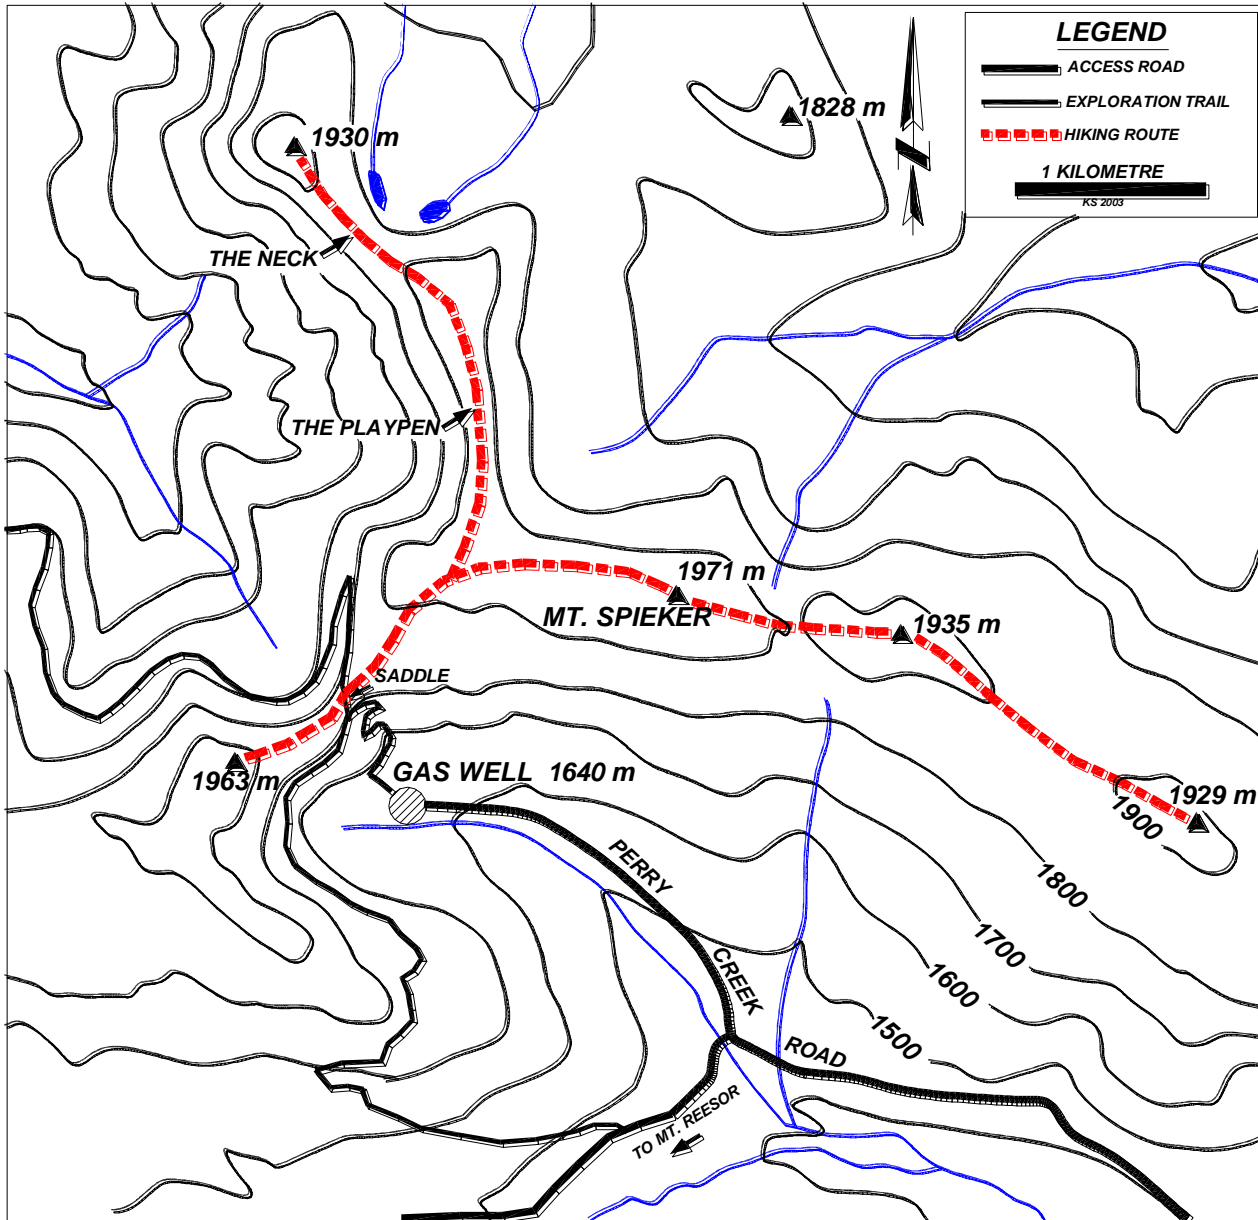 LEGEND
ACCESS ROAD
EXPLORATION TRAIL
HIKING ROUTE
1 KILOMETRE
KS 2003
1828 m
1930 m
THE NECK
THE PLAYPEN
1971 m
MT. SPIEKER
1935 m
SADDLE
1963 m
GAS WELL 1640 m
1929 m
1900
PERRY
CREEK
ROAD
1800
1700
1600
1500
TO MT. REESOR